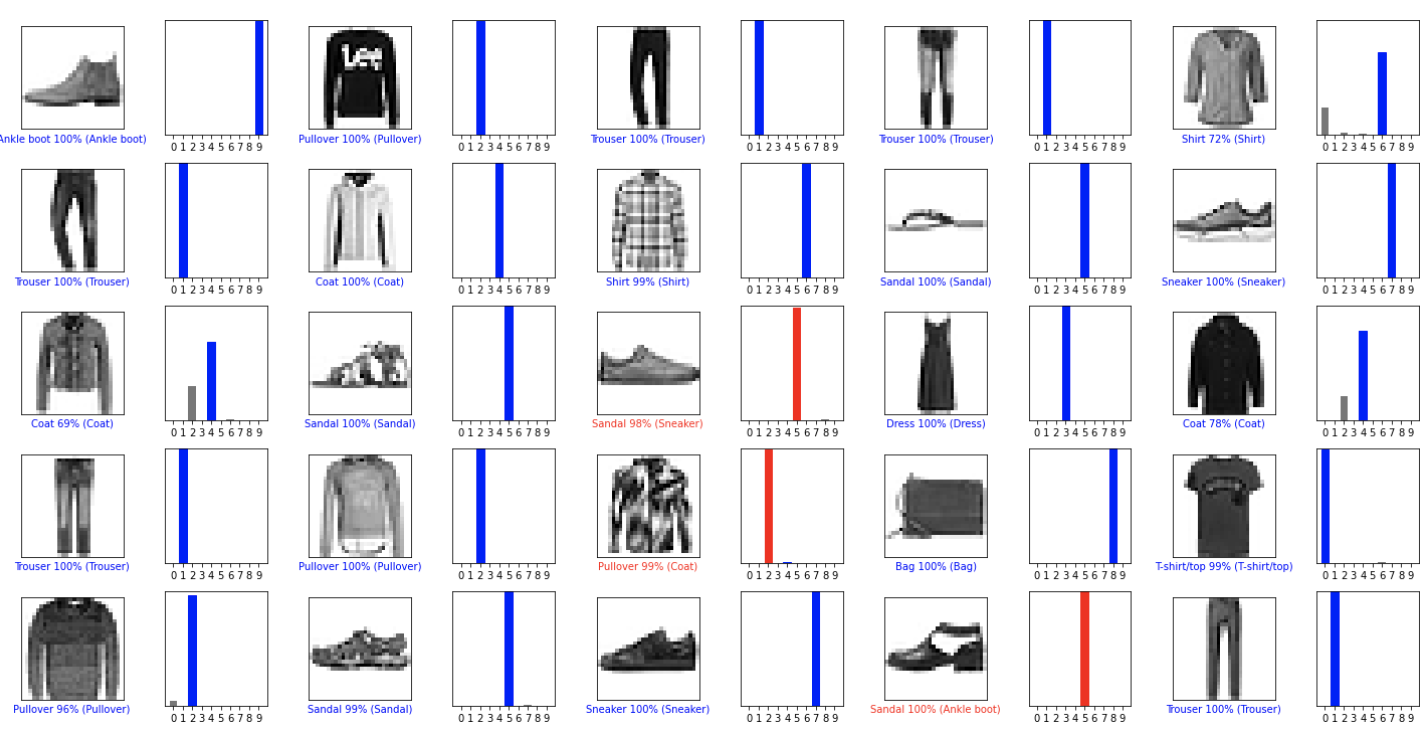 Lee
0 1 2 3 4 5 6 7 8 9 0 1 2 3 4 5 6 7 8 9 0 1 2 3 4 5 6 7 8 9 0 1 2 3 4 5 6 7 8 9 0 1 2 3 4 5 6 7 8 9
Ankle boot 100% (Ankle boot) Pullover 100% (Pullover) Trouser 100% (Trouser) Trouser 100% (Trouser) Shirt 72% (Shirt)
0 1 2 3 4 5 6 7 8 9 0 1 2 3 4 5 6 7 8 9 0 1 2 3 4 5 6 7 8 9 0 1 2 3 4 5 6 7 8 9 0 1 2 3 4 5 6 7 8 9
Trouser 100% (Trouser) Coat 100% (Coat) Shirt 99% (Shirt) Sandal 100% (Sandal) Sneaker 100% (Sneaker)
0 1 2 3 4 5 6 7 8 9 0 1 2 3 4 5 6 7 8 9 0 1 2 3 4 5 6 7 8 9 0 1 2 3 4 5 6 7 8 9 0 1 2 3 4 5 6 7 8 9
Coat 69% (Coat) Sandal 100% (Sandal) Sandal 98% (Sneaker) Dress 100% (Dress) Coat 78% (Coat)
0 1 2 3 4 5 6 7 8 9 0 1 2 3 4 5 6 7 8 9 0 1 2 3 4 5 6 7 8 9 0 1 2 3 4 5 6 7 8 9 0 1 2 3 4 5 6 7 8 9
Trouser 100% (Trouser) Pullover 100% (Pullover) Pullover 99% (Coat) Bag 100% (Bag) T-shirt/top 99% (T-shirt/top)
0 1 2 3 4 5 6 7 8 9 0 1 2 3 4 5 6 7 8 9 0 1 2 3 4 5 6 7 8 9 0 1 2 3 4 5 6 7 8 9 0 1 2 3 4 5 6 7 8 9
Pullover 96% (Pullover) Sandal 99% (Sandal) Sneaker 100% (Sneaker) Sandal 100% (Ankle boot) Trouser 100% (Trouser)